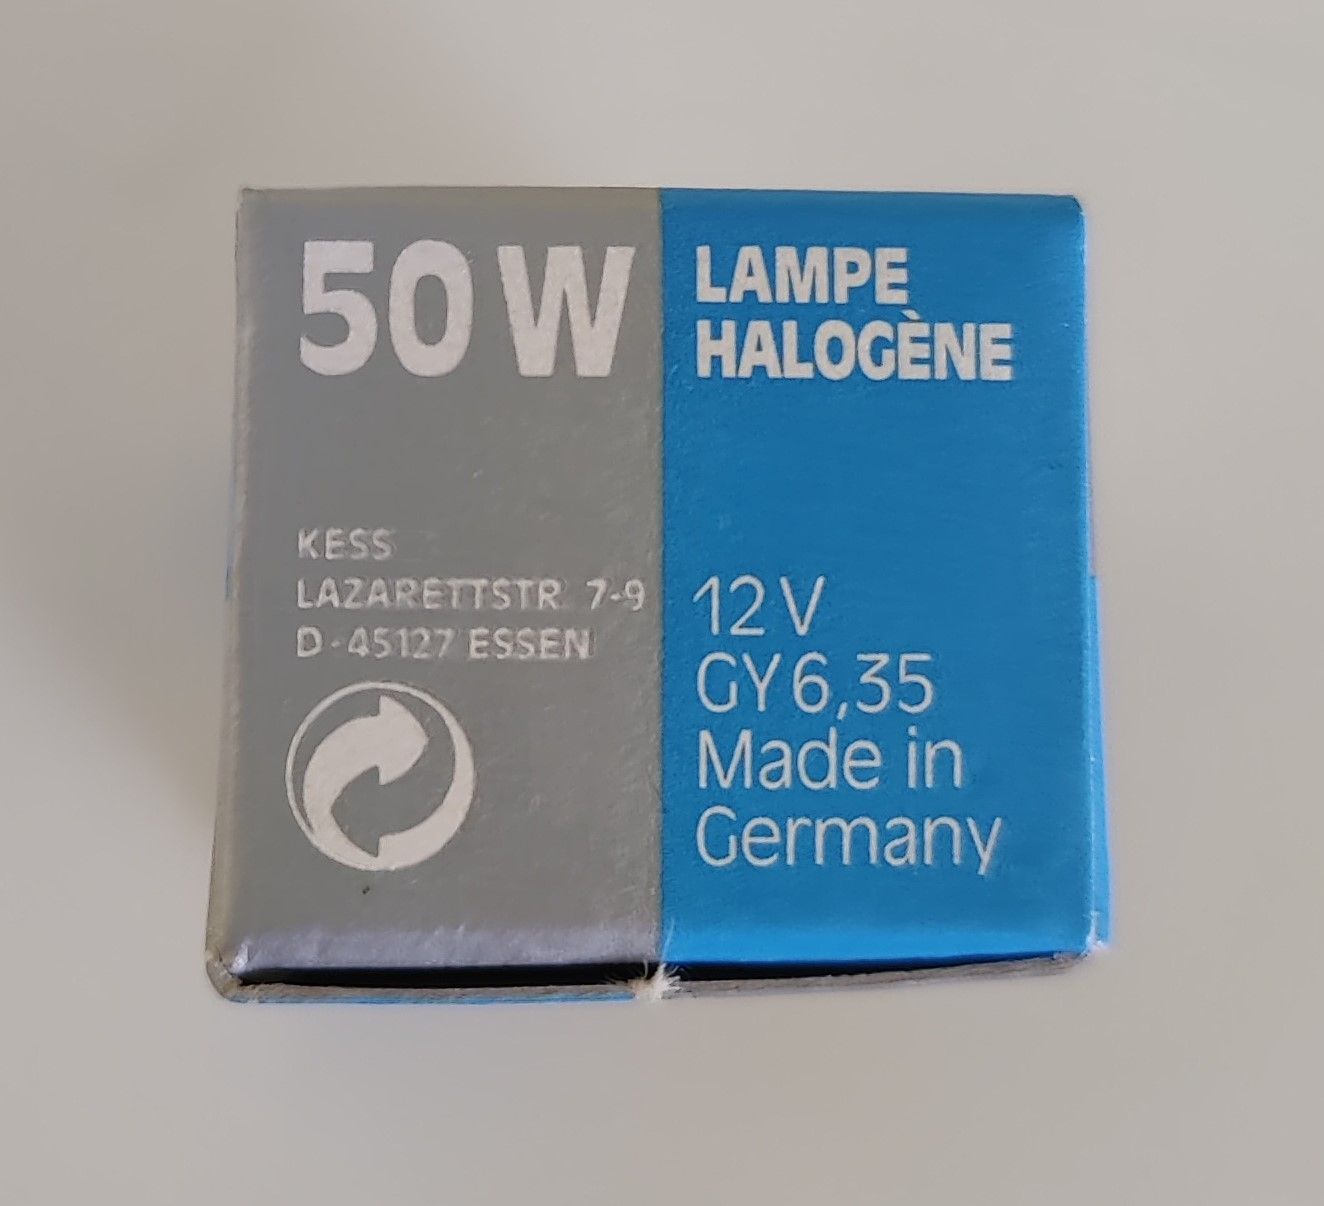 50 W
LAMPE
HALOGÈNE
KESS
LAZARETTSTR. 7-9
D-45127 ESSEN
12 V
GY 6,35
Made in
Germany